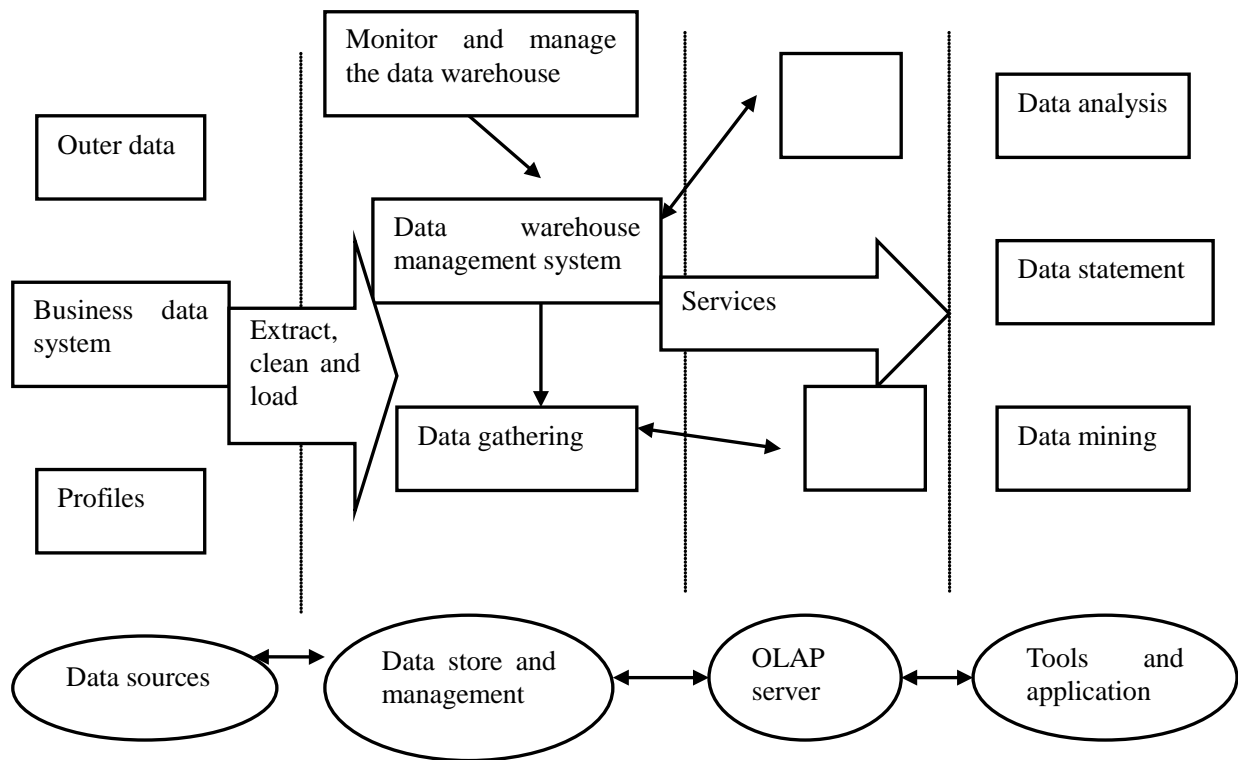 Monitor and manage
the data warehouse
Outer data
Business data
system
Profiles
Extract,
clean and
load
Data warehouse
management system
Data gathering
Services
Data analysis
Data statement
Data mining
Data sources
Data store and
management
OLAP
server
Tools and
application